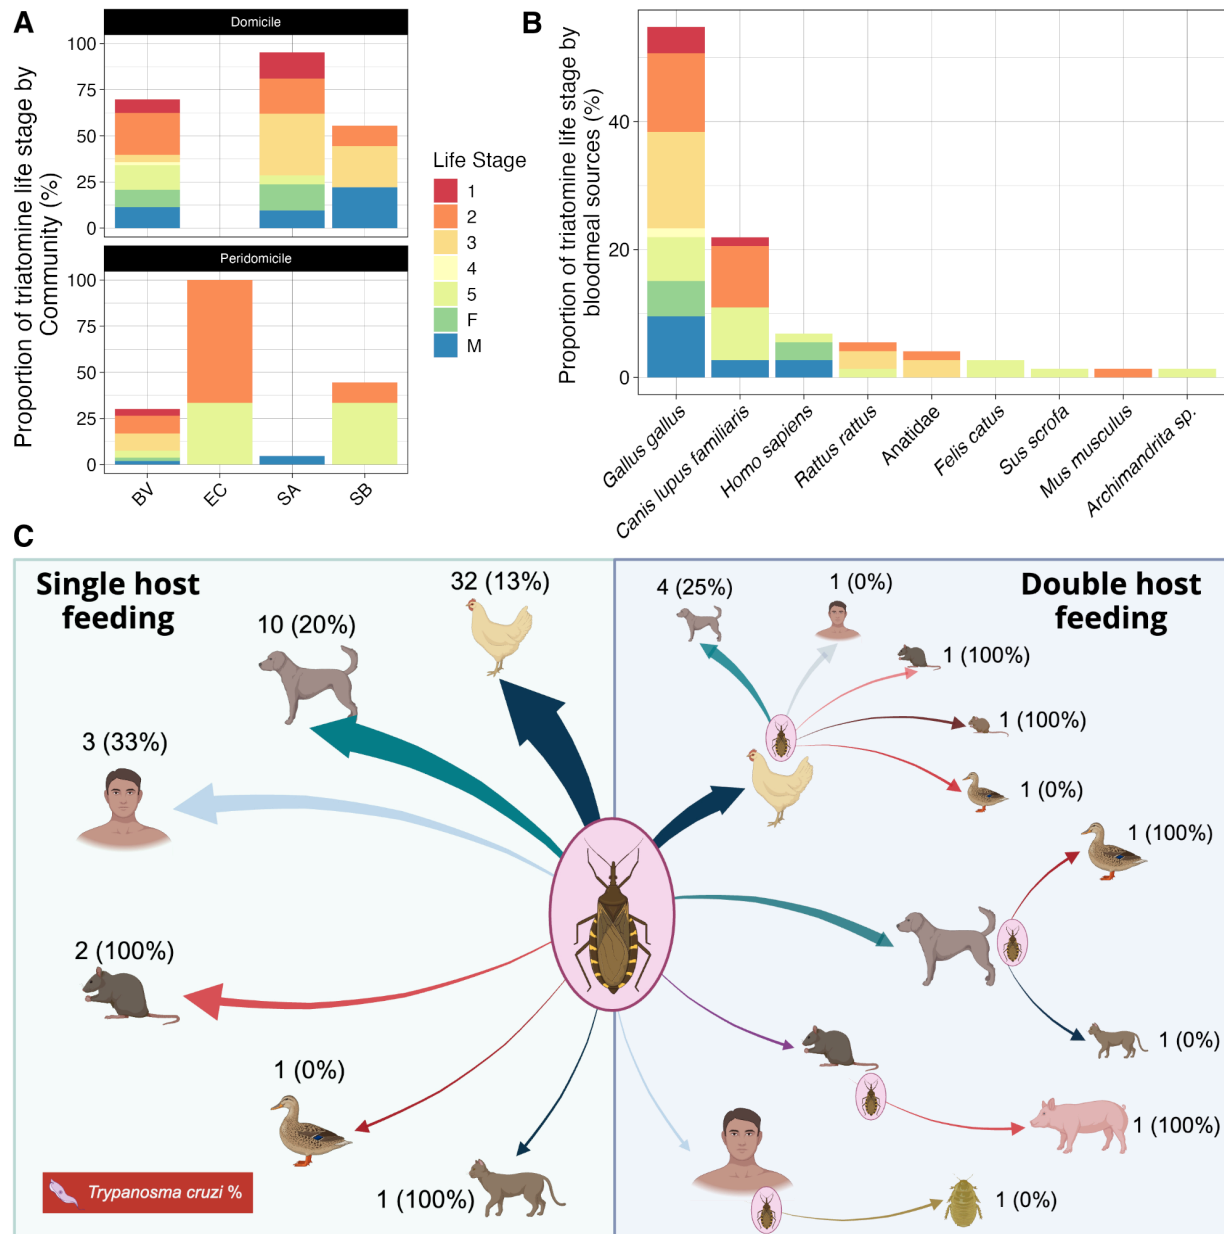 A
Domicile
Proportion of triatomine life stage by
Community (%)
100
75
50
25
0
Peridomicile
100
75
50
25
0
BV
EC
SA
SB
Life Stage
1
2
3
4
5
F
M
B
Proportion of triatomine life stage by
bloodmeal sources (%)
40
20
0
Gallus gallus
Canis lupus familiaris
Homo sapiens
Rattus rattus
Anatidae
Felis catus
Sus scrofa
Mus musculus
Archimandrita sp.
C
Single host
feeding
32 (13%)
10 (20%)
3 (33%)
2 (100%)
1 (0%)
1 (100%)
Trypanosma cruzi %
Double host
feeding
4 (25%)
1 (0%)
1 (100%)
1 (100%)
1 (0%)
1 (100%)
1 (0%)
1 (100%)
1 (0%)